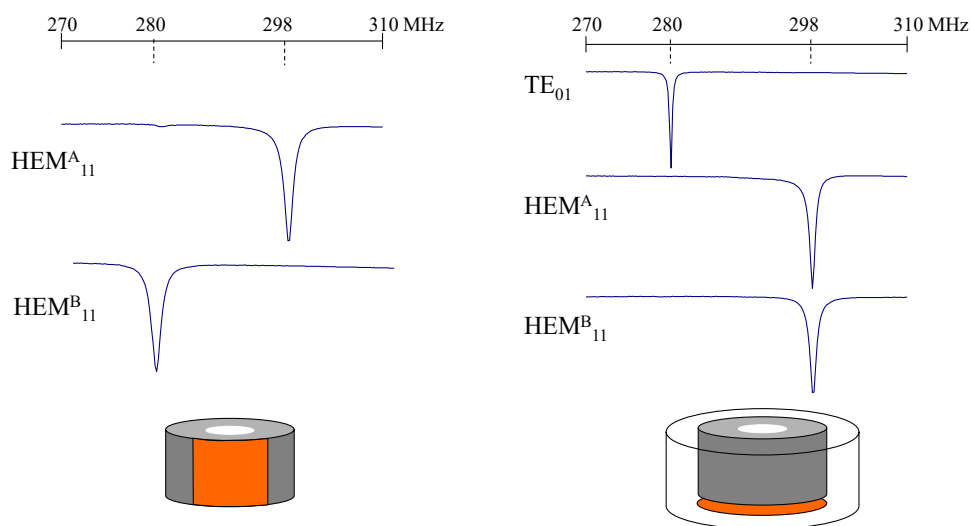 270 280 298 310 MHz
HEMᴬ₁₁
HEMᴮ₁₁
270 280 298 310 MHz
TE₀₁
HEMᴬ₁₁
HEMᴮ₁₁